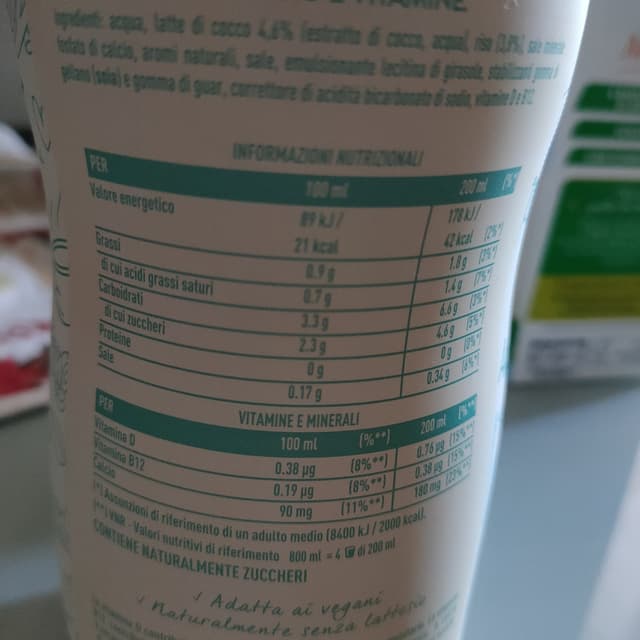 E VITAMINE
Ingredienti: acqua, latte di cocco 4,6% (estratto di cocco, acqua), riso (3,8%), sale
fosfato di calcio, aromi naturali, sale, emulsionante: lecitina di girasole, stabilizzanti: gomma di
gellano (soia) e gomma di guar, correttore di acidità: bicarbonato di sodio, vitamine D e B12.
INFORMAZIONI NUTRIZIONALI
PER 100 ml 200 ml (%*)
Valore energetico 89 kJ/ 178 kJ/
21 kcal 42 kcal (2%*)
Grassi 0.9 g 1.8 g (3%*)
di cui acidi grassi saturi 0.7 g 1.4 g (7%*)
Carboidrati 3.3 g 6.6 g (3%*)
di cui zuccheri 2.3 g 4.6 g (5%*)
Proteine 0 g 0 g (0%*)
Sale 0.17 g 0.34 g (6%*)
VITAMINE E MINERALI
PER 100 ml (%**) 200 ml (%**)
Vitamina D 0.38 µg (8%**) 0.76 µg (15%**)
Vitamina B12 0.19 µg (8%**) 0.38 µg (15%**)
Calcio 90 mg (11%**) 180 mg (23%**)
(*) Assunzioni di riferimento di un adulto medio (8400 kJ / 2000 kcal).
(**) VNR - Valori nutritivi di riferimento 800 ml = 4 di 200 ml
CONTIENE NATURALMENTE ZUCCHERI
√ Adatta ai vegani
√ Naturalmente senza lattosio